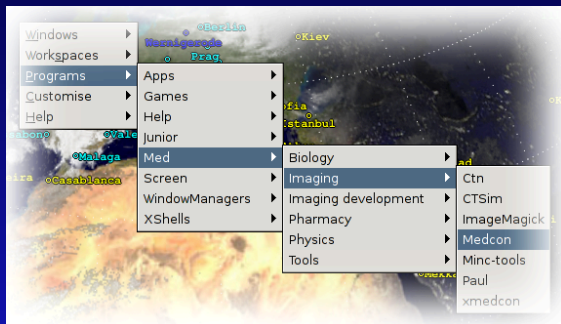 Berlin
Wernigerode
Kiev
Prag
Windows
Workspaces
Programs
Customise
Help
Apps
Games
Help
Junior
Med
Screen
WindowManagers
XShells
Istanbul
Malaga
Casablanca
Biology
Imaging
Imaging development
Pharmacy
Physics
Tools
Ctn
CTSim
ImageMagick
Medcon
Minc-tools
Paul
xmedcon